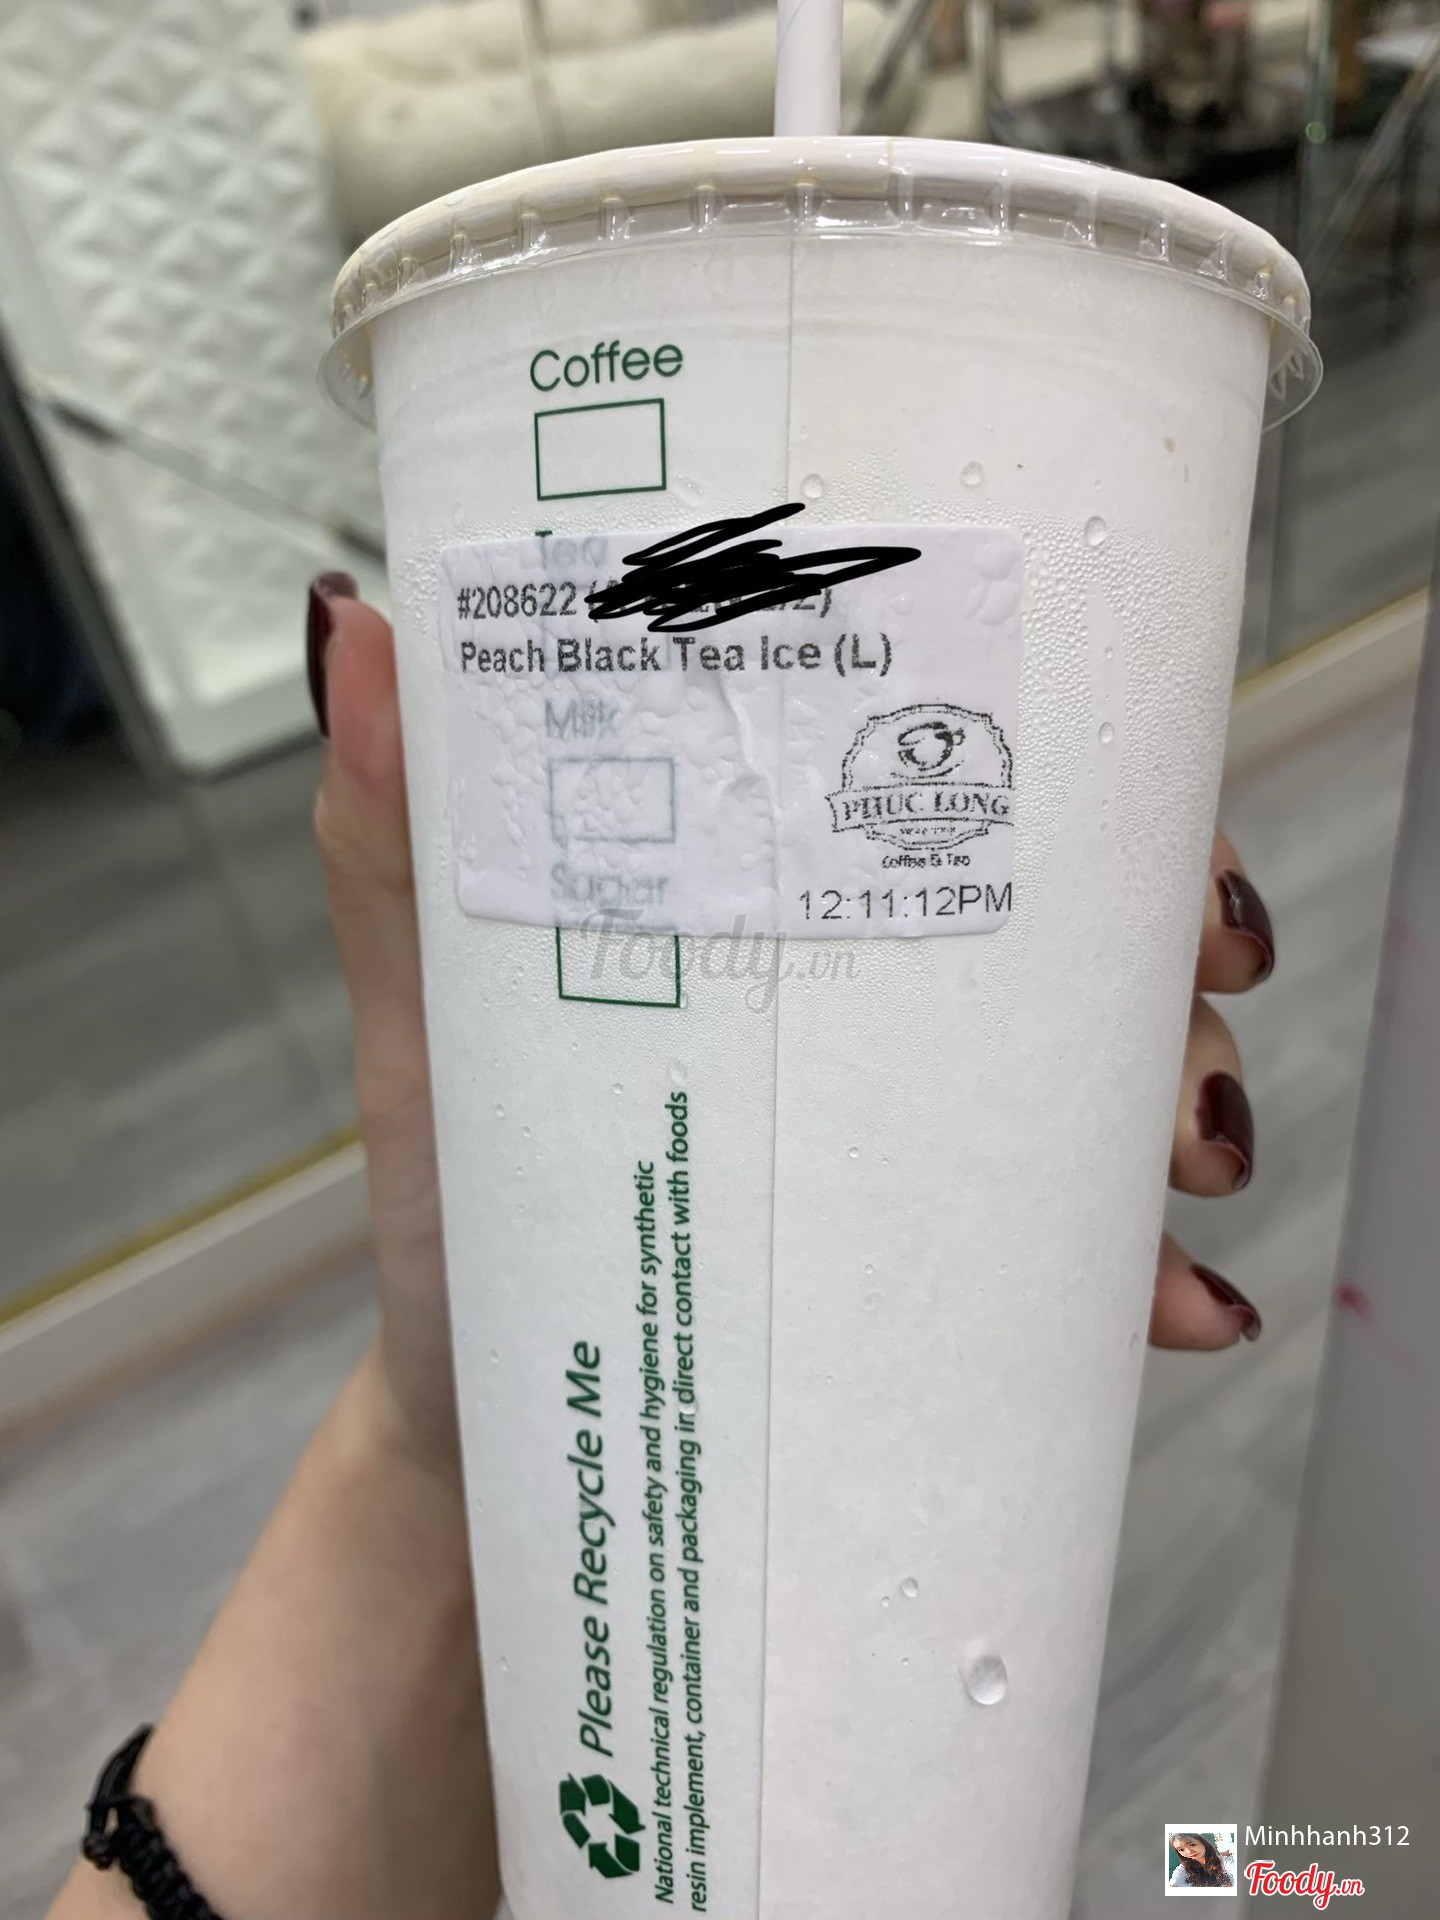 Coffee
Tea
#208622
Peach Black Tea Ice (L)
Milk
PHUC LONG
Coffee & Tea
Sugar
12:11:12PM
Foody.vn
Please Recycle Me
National technical regulation on safety and hygiene for synthetic
resin implement, container and packaging in direct contact with foods
Minhhanh312
Foody.vn